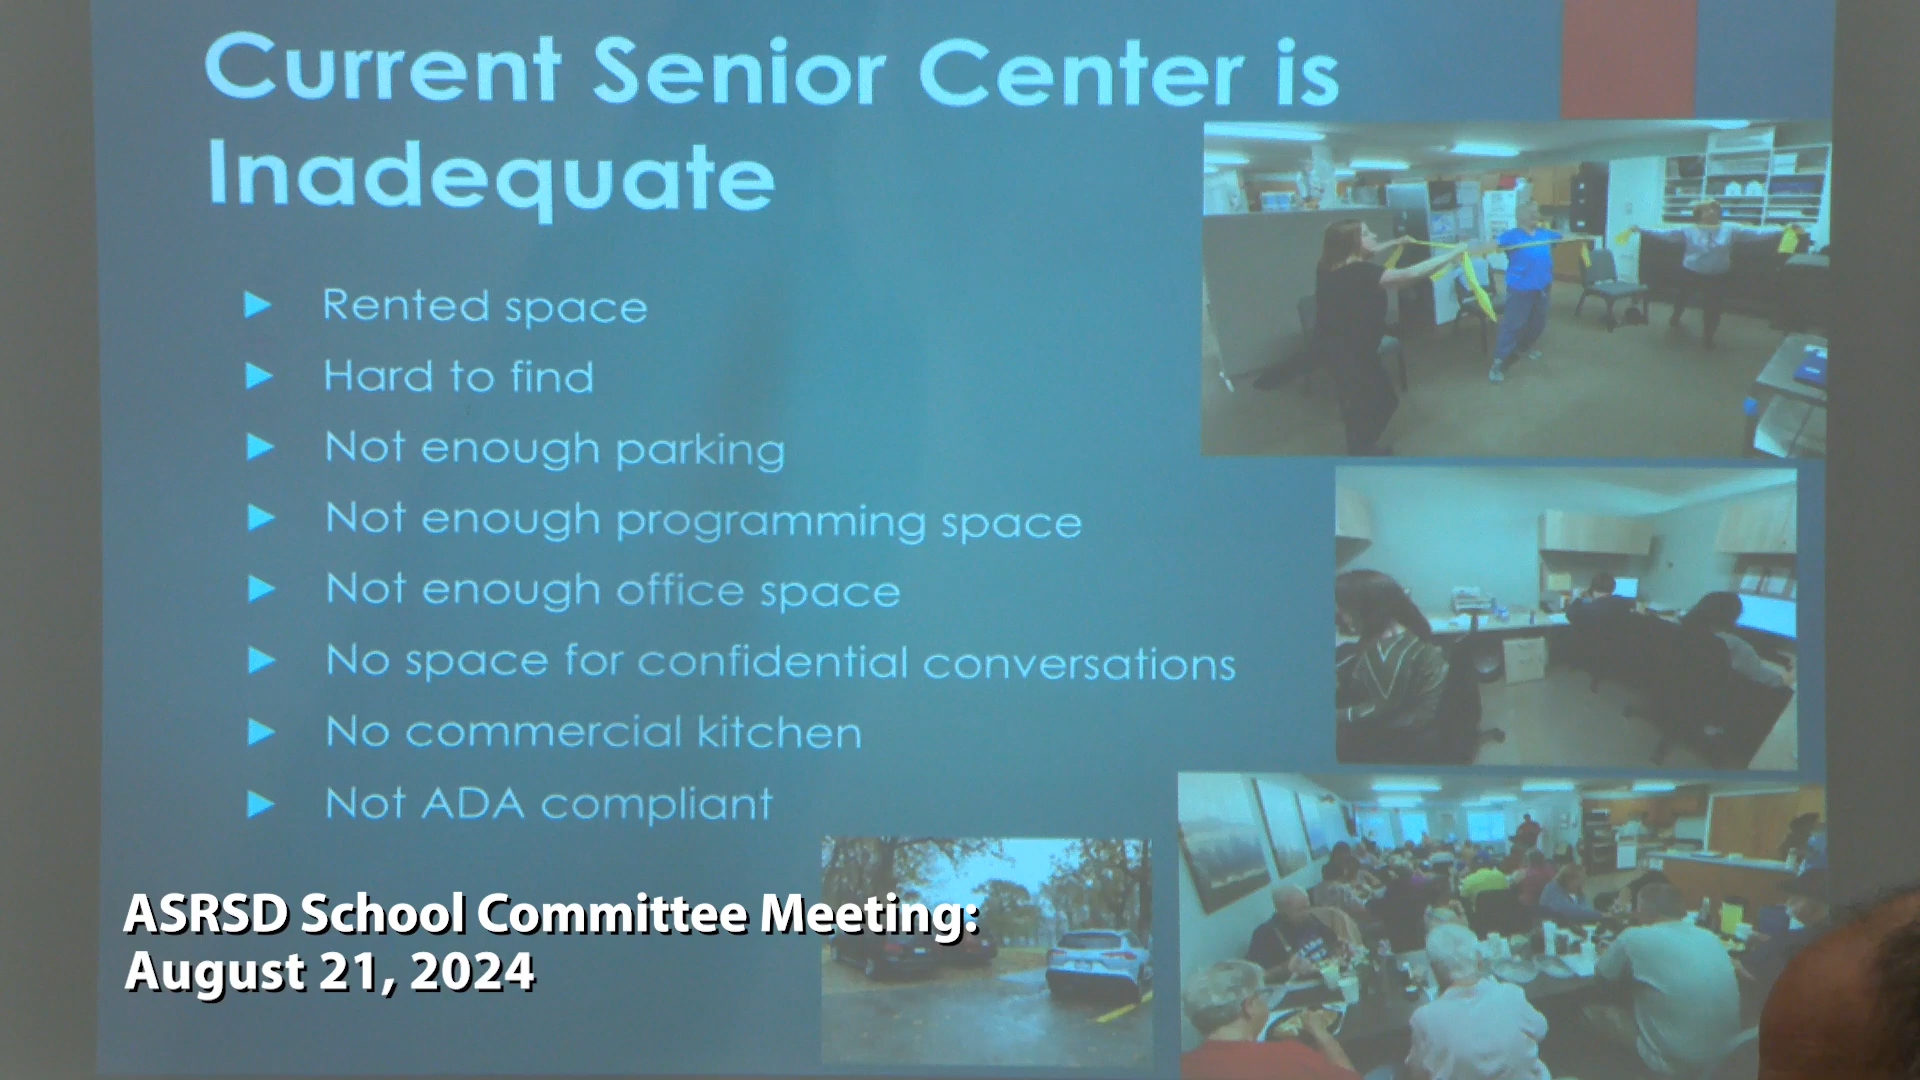 Current Senior Center is
Inadequate
Rented space
Hard to find
Not enough parking
Not enough programming space
Not enough office space
No space for confidential conversations
No commercial kitchen
Not ADA compliant
ASRSD School Committee Meeting:
August 21, 2024